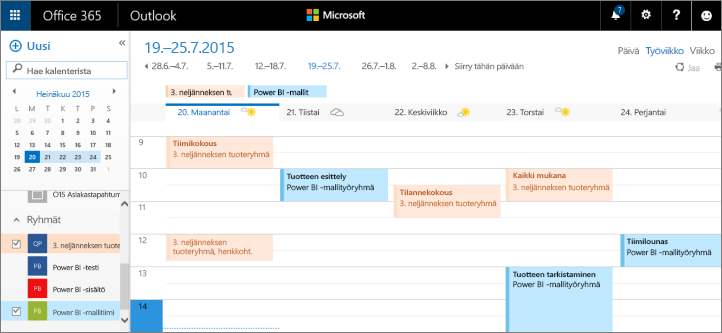 Office 365
Outlook
Microsoft
7
?
Uusi
«
Hae kalenterista
Heinäkuu 2015
L M T W T F S
28 29 30 1 2 3 4
5 6 7 8 9 10 11
12 13 14 15 16 17 18
19 20 21 22 23 24 25
26 27 28 29 30 31 1
O15 Asiakastapahtum
Ryhmät
QP 3. neljänneksen tuote
PB Power BI -testi
PB Power BI -sisältö
PB Power BI -mallitiimi
19.–25.7.2015
28.6.–4.7. 5.–11.7. 12.–18.7. 19–25.7. 26.7.–1.8. 2.–8.8. Siirry tähän päivään
Päivä Työviikko Viikko
Jaa
3. neljänneksen tu
Power BI -mallit
20. Maanantai 21. Tiistai 22. Keskiviikko 23. Torstai 24. Perjantai
9
Tiimikokous
3. neljänneksen tuoteryhmä
10
Tuotteen esittely
Power BI -mallityöryhmä
Kaikki mukana
3. neljänneksen tuoteryhmä
Tilannekokous
3. neljänneksen tuoteryhmä
11
12
3. neljänneksen
tuoteryhmä, henkkoht.
Tiimilounas
Power BI -mallityöryhmä
13
Tuotteen tarkistaminen
Power BI -mallityöryhmä
14